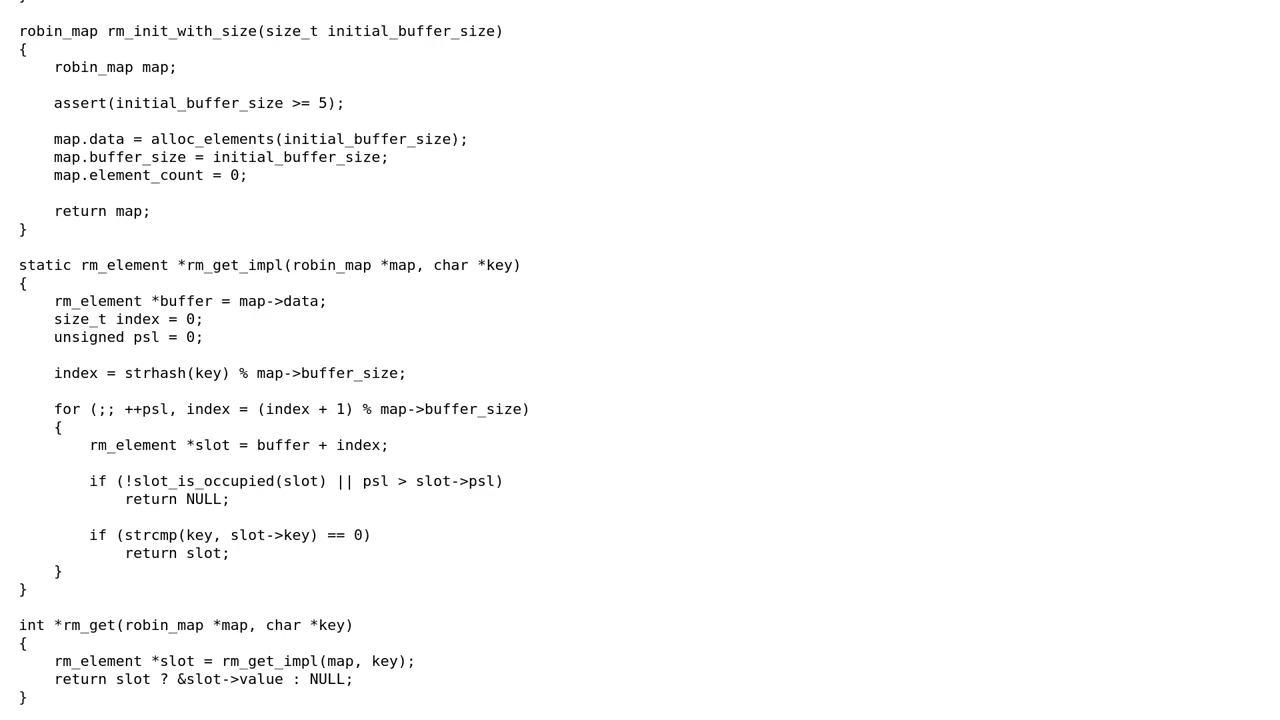 }
robin_map rm_init_with_size(size_t initial_buffer_size)
{
    robin_map map;

    assert(initial_buffer_size >= 5);

    map.data = alloc_elements(initial_buffer_size);
    map.buffer_size = initial_buffer_size;
    map.element_count = 0;

    return map;
}

static rm_element *rm_get_impl(robin_map *map, char *key)
{
    rm_element *buffer = map->data;
    size_t index = 0;
    unsigned psl = 0;

    index = strhash(key) % map->buffer_size;

    for (;; ++psl, index = (index + 1) % map->buffer_size)
    {
        rm_element *slot = buffer + index;

        if (!slot_is_occupied(slot) || psl > slot->psl)
            return NULL;

        if (strcmp(key, slot->key) == 0)
            return slot;
    }
}

int *rm_get(robin_map *map, char *key)
{
    rm_element *slot = rm_get_impl(map, key);
    return slot ? &slot->value : NULL;
}